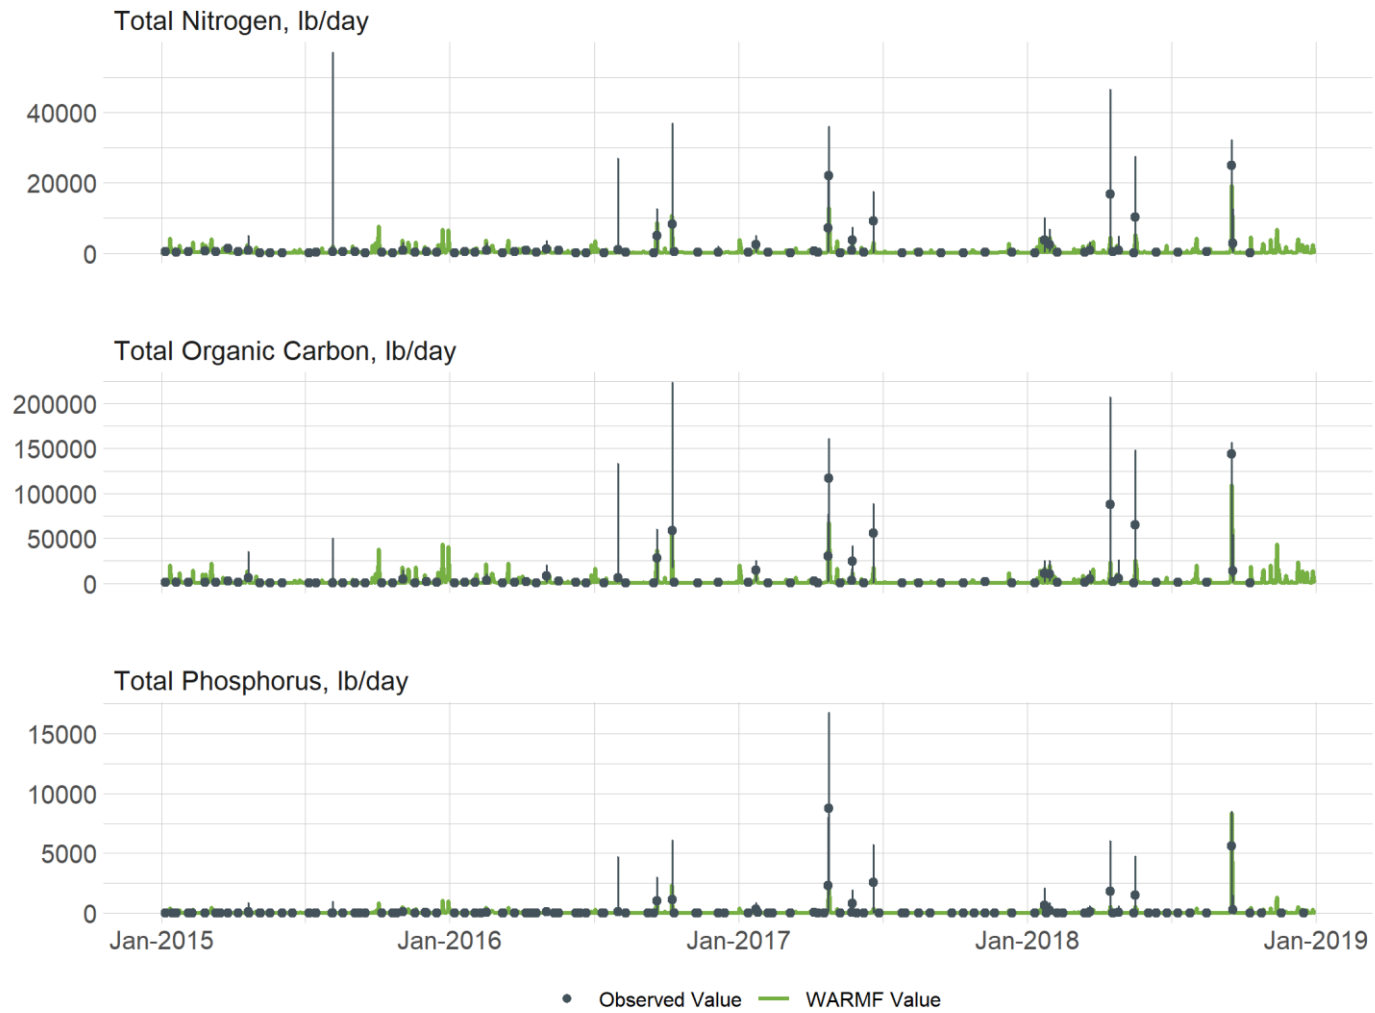 Total Nitrogen, lb/day
40000
20000
0
Total Organic Carbon, lb/day
200000
150000
100000
50000
0
Total Phosphorus, lb/day
15000
10000
5000
0
Jan-2015 Jan-2016 Jan-2017 Jan-2018 Jan-2019
Observed Value WARMF Value